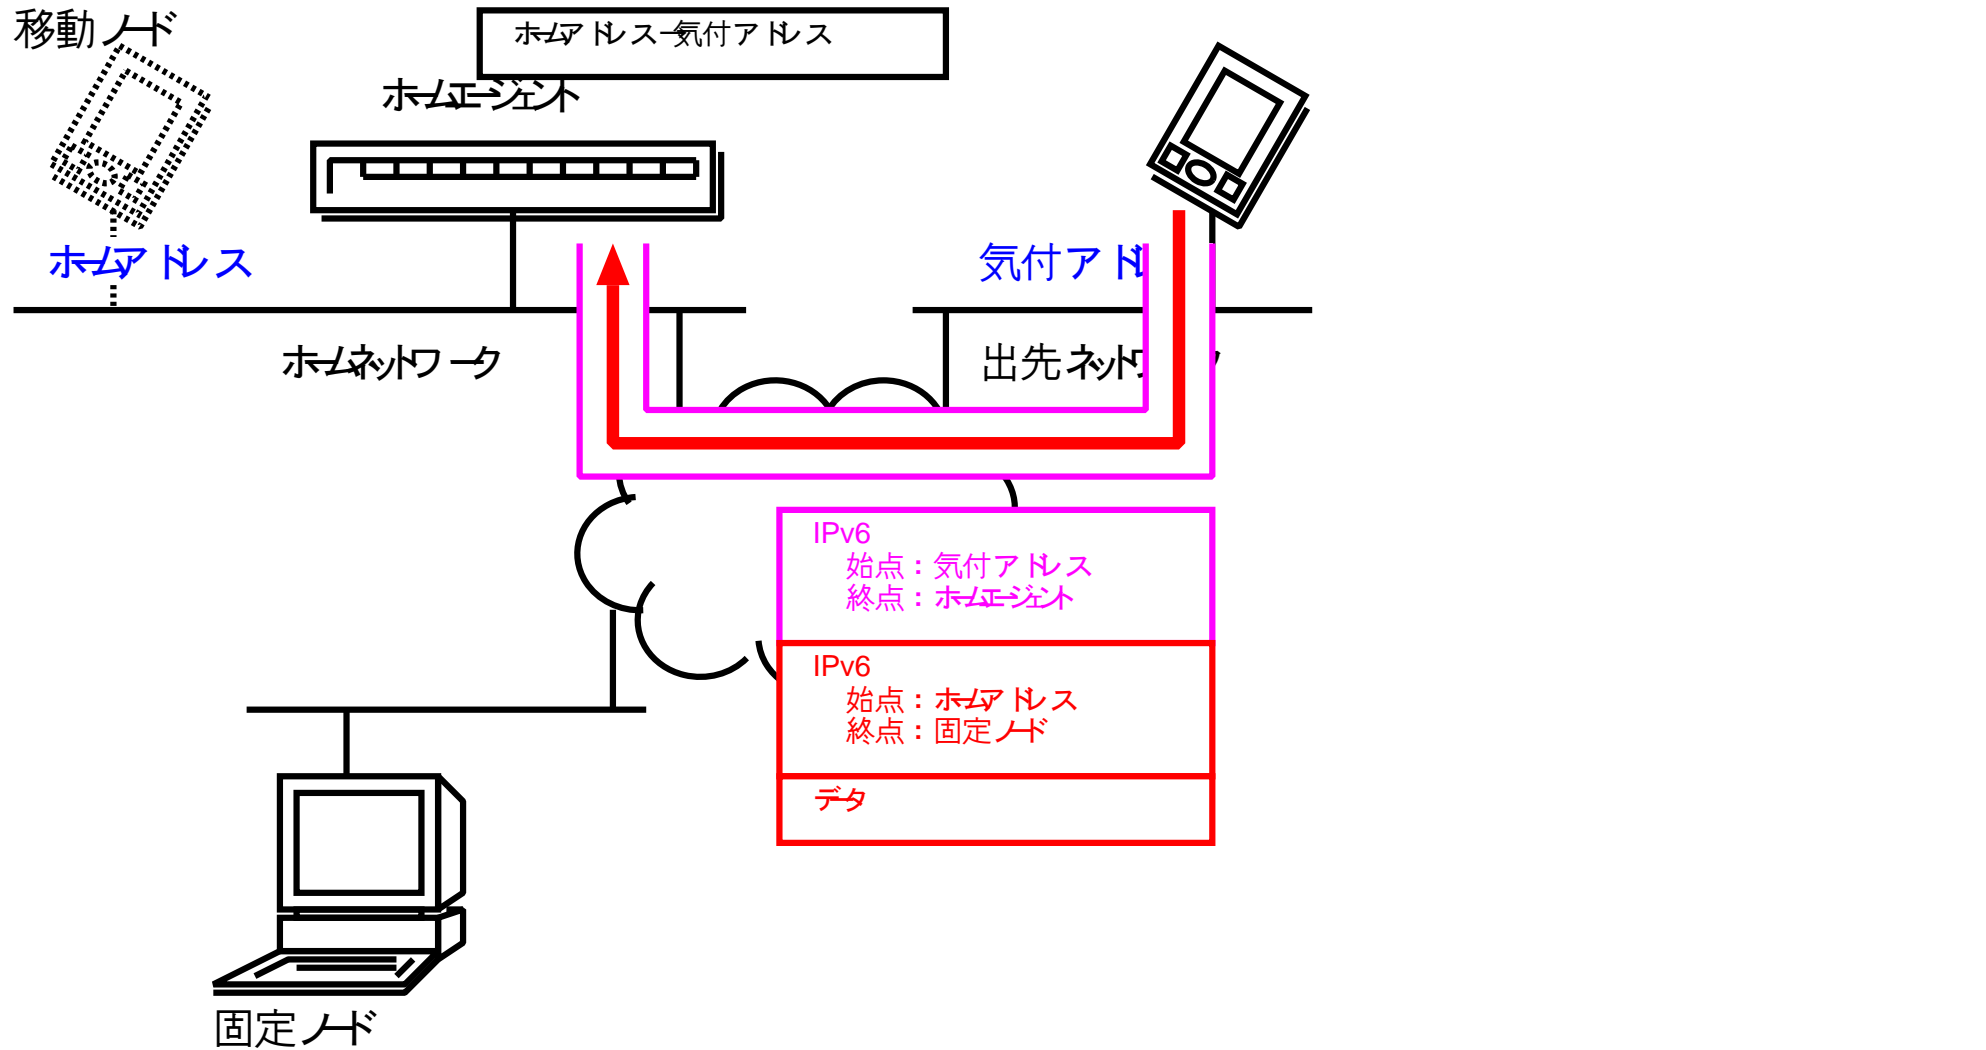 移動ノード
ホームアドレス→気付アドレス
ホームエージェント
ホームアドレス
気付アドレ
ホームネットワーク
出先ネットワーク
IPv6
始点：気付アドレス
終点：ホームエージェント
IPv6
始点：ホームアドレス
終点：固定ノード
データ
固定ノード